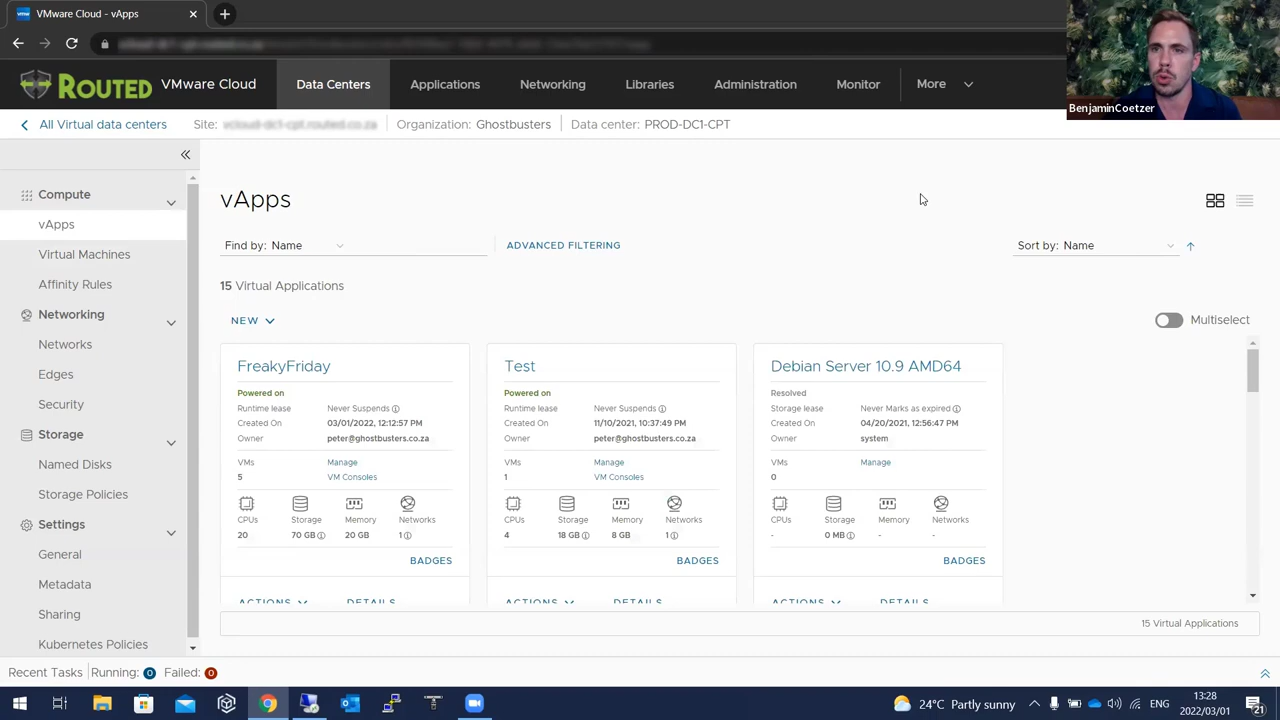 VMware Cloud - vApps
ROUTED VMware Cloud Data Centers Applications Networking Libraries Administration Monitor More
BenjaminCoetzer
All Virtual data centers Site: vcloud-dc1-cpt.routed.co.za Organization: Ghostbusters Data center: PROD-DC1-CPT
Compute
vApps
Virtual Machines
Affinity Rules
Networking
Networks
Edges
Security
Storage
Named Disks
Storage Policies
Settings
General
Metadata
Sharing
Kubernetes Policies
vApps
Find by: Name ADVANCED FILTERING Sort by: Name
15 Virtual Applications
NEW
Multiselect
FreakyFriday
Powered on
Runtime lease Never Suspends
Created On 03/01/2022, 12:12:57 PM
Owner peter@ghostbusters.co.za
VMs Manage
5 VM Consoles
CPUs Storage Memory Networks
20 70 GB 20 GB 1
BADGES
ACTIONS DETAILS
Test
Powered on
Runtime lease Never Suspends
Created On 11/10/2021, 10:37:49 PM
Owner peter@ghostbusters.co.za
VMs Manage
1 VM Consoles
CPUs Storage Memory Networks
4 18 GB 8 GB 1
BADGES
ACTIONS DETAILS
Debian Server 10.9 AMD64
Resolved
Storage lease Never Marks as expired
Created On 04/20/2021, 12:56:47 PM
Owner system
VMs Manage
0
CPUs Storage Memory Networks
- 0 MB - -
BADGES
ACTIONS DETAILS
15 Virtual Applications
Recent Tasks Running: 0 Failed: 0
24°C Partly sunny ENG 13:28
2022/03/01
21